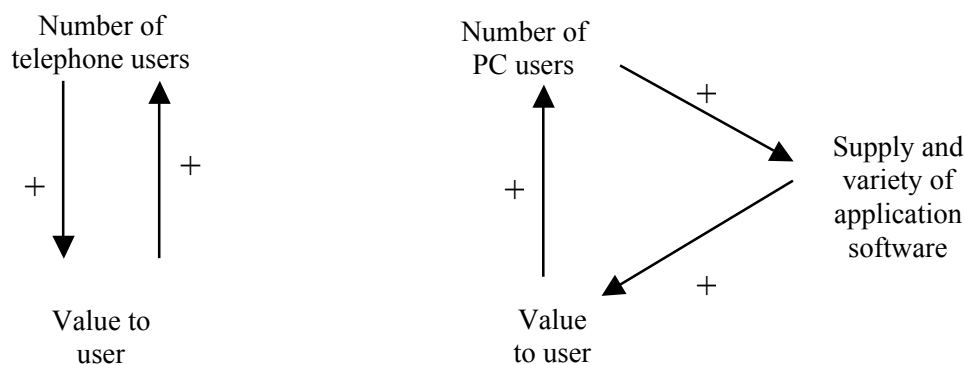 Number of
telephone users
+
+
Value to
user
Number of
PC users
+
+
Supply and
variety of
application
software
+
Value
to user